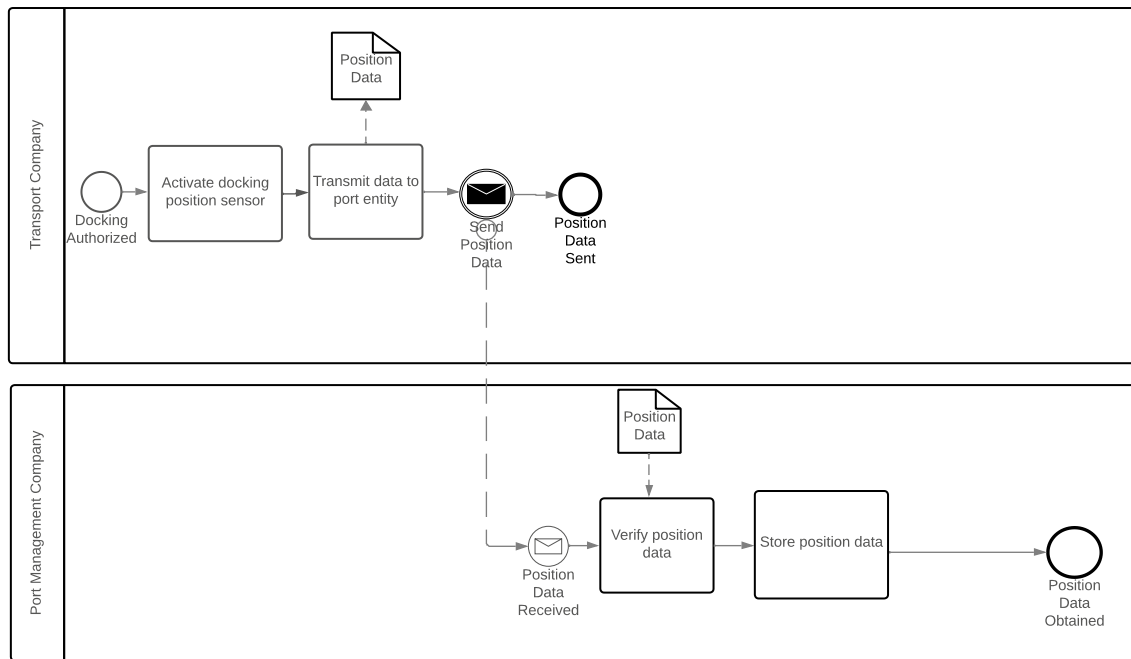 Transport Company
Position
Data
Activate docking
position sensor
Transmit data to
port entity
Docking
Authorized
Send
Position
Data
Position
Data
Sent
Port Management Company
Position
Data
Verify position
data
Store position data
Position
Data
Received
Position
Data
Obtained